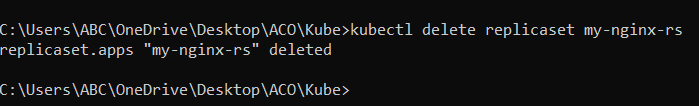 C:\Users\ABC\OneDrive\Desktop\ACO\Kube>kubectl delete replicaset my-nginx-rs
replicaset.apps "my-nginx-rs" deleted
C:\Users\ABC\OneDrive\Desktop\ACO\Kube>